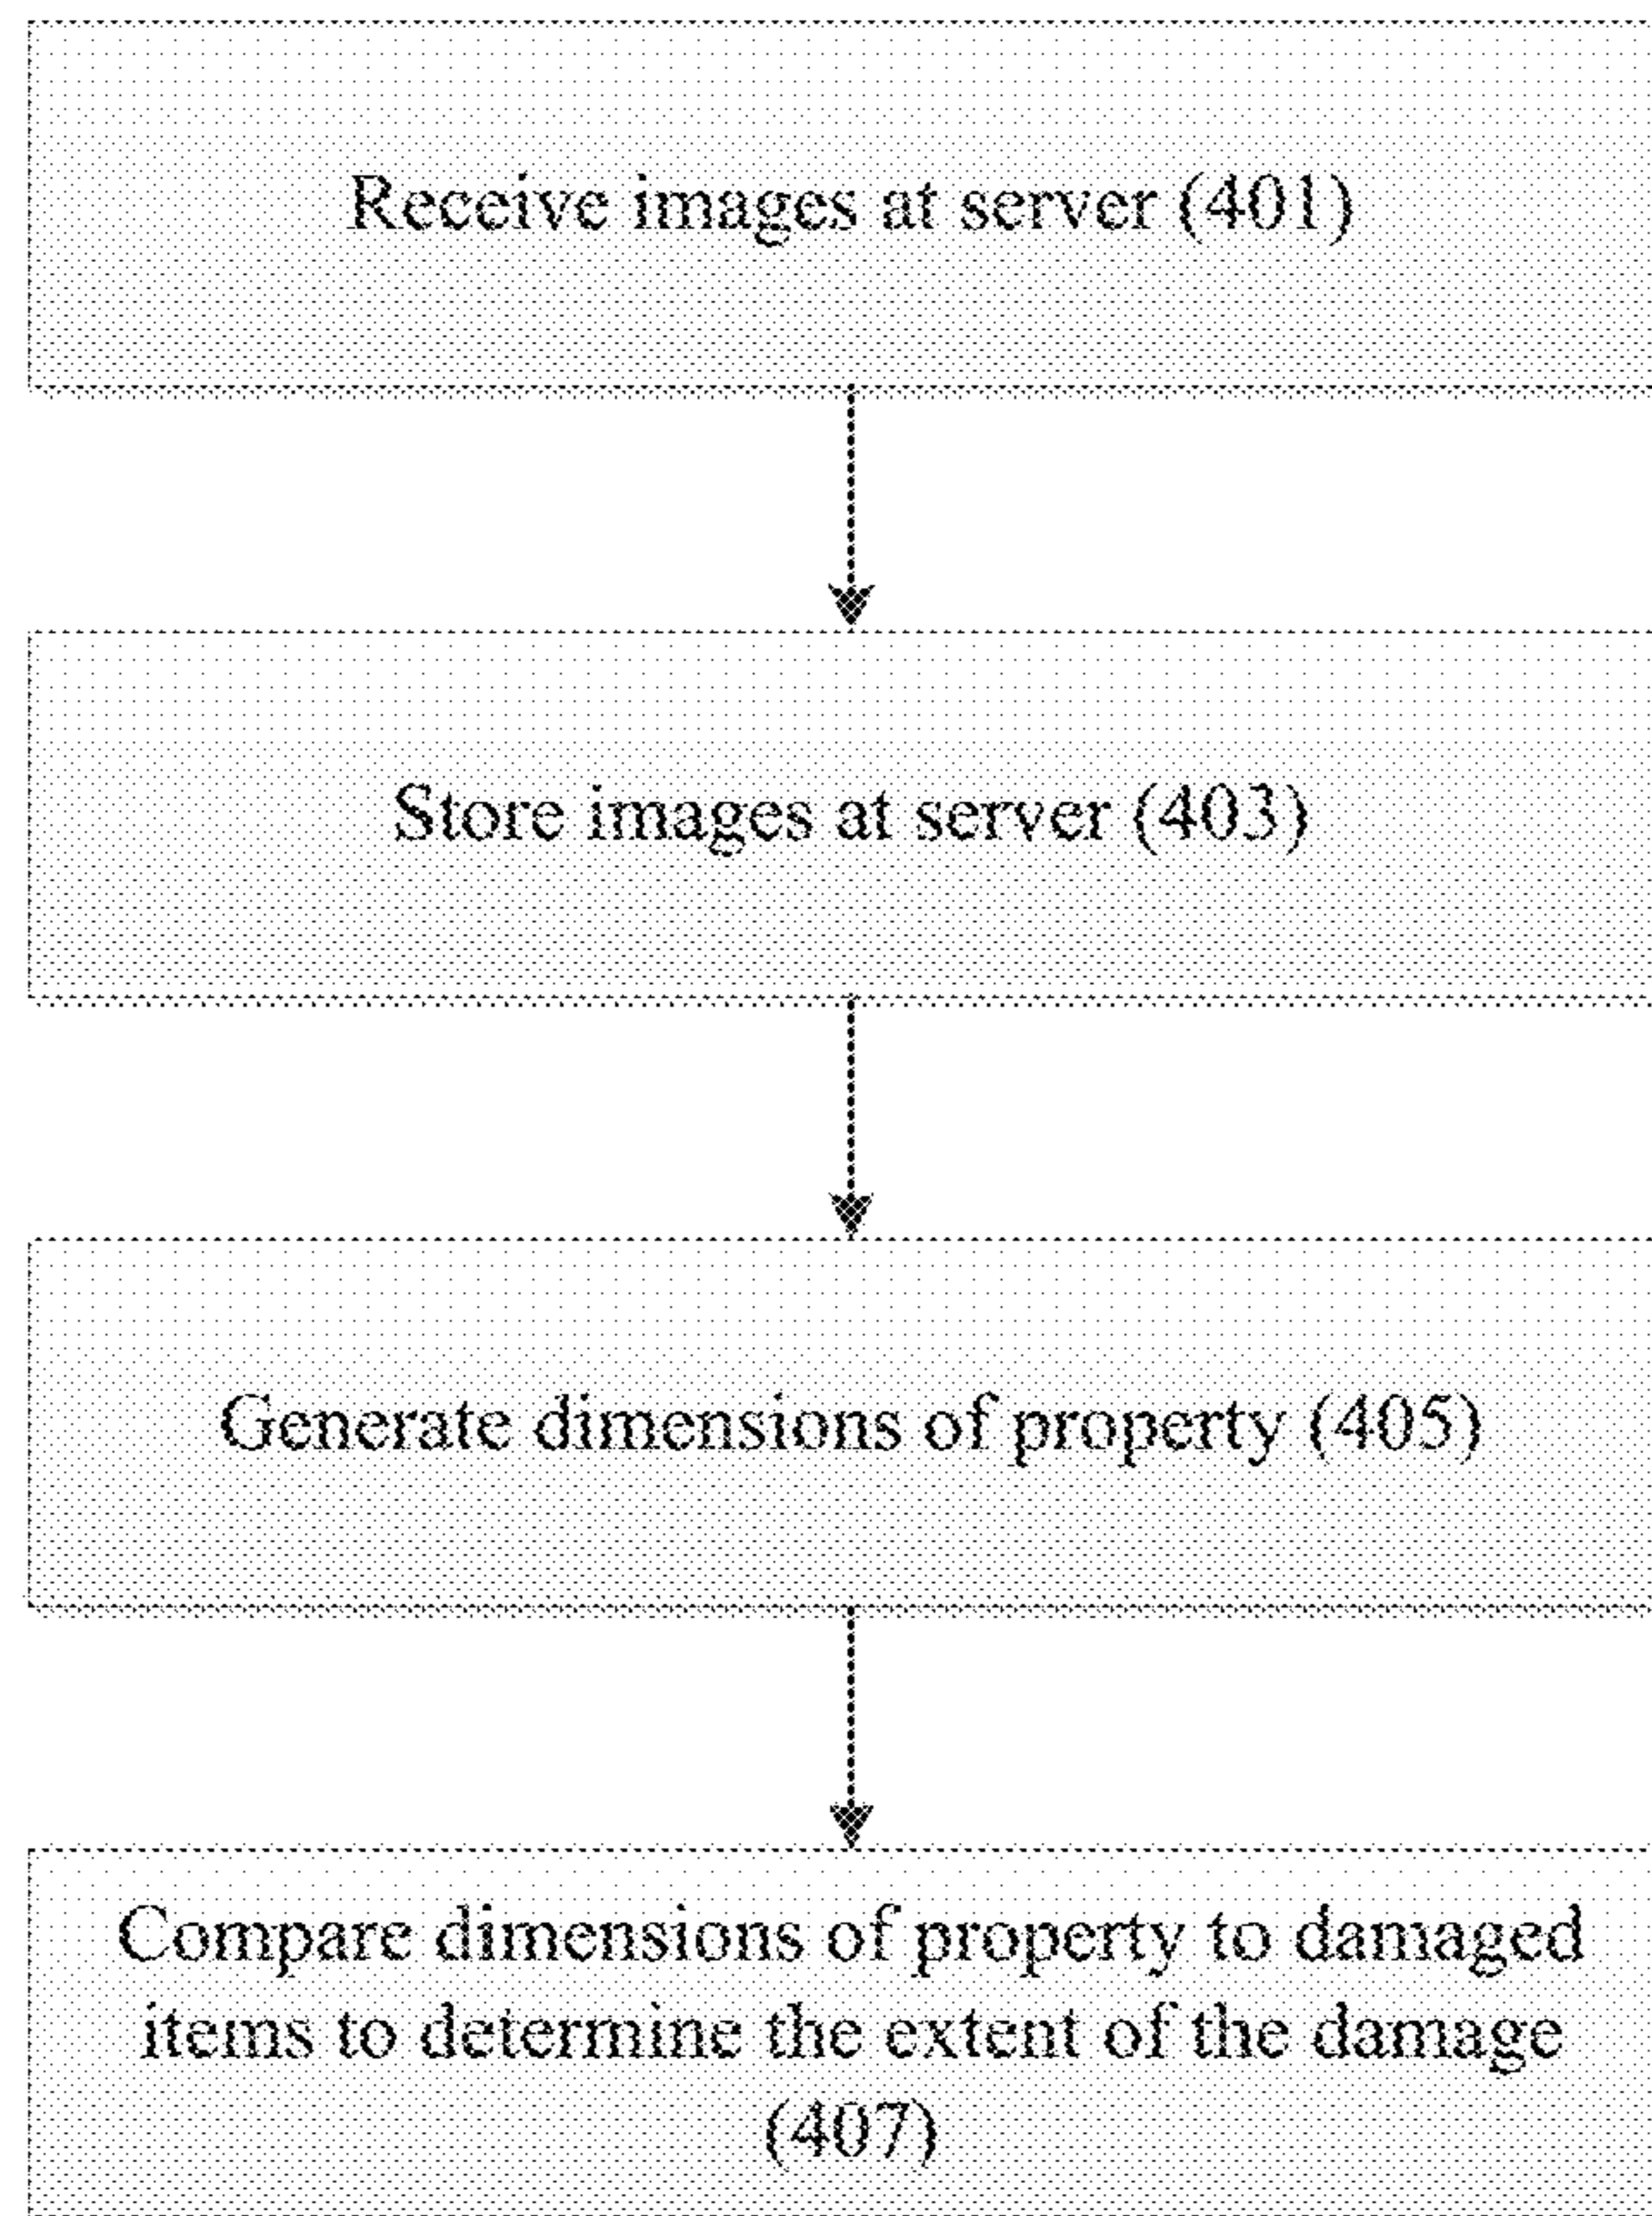 Receive images at server (401)
Store images at server (403)
Generate dimensions of property (405)
Compare dimensions of property to damaged
items to determine the extent of the damage
(407)